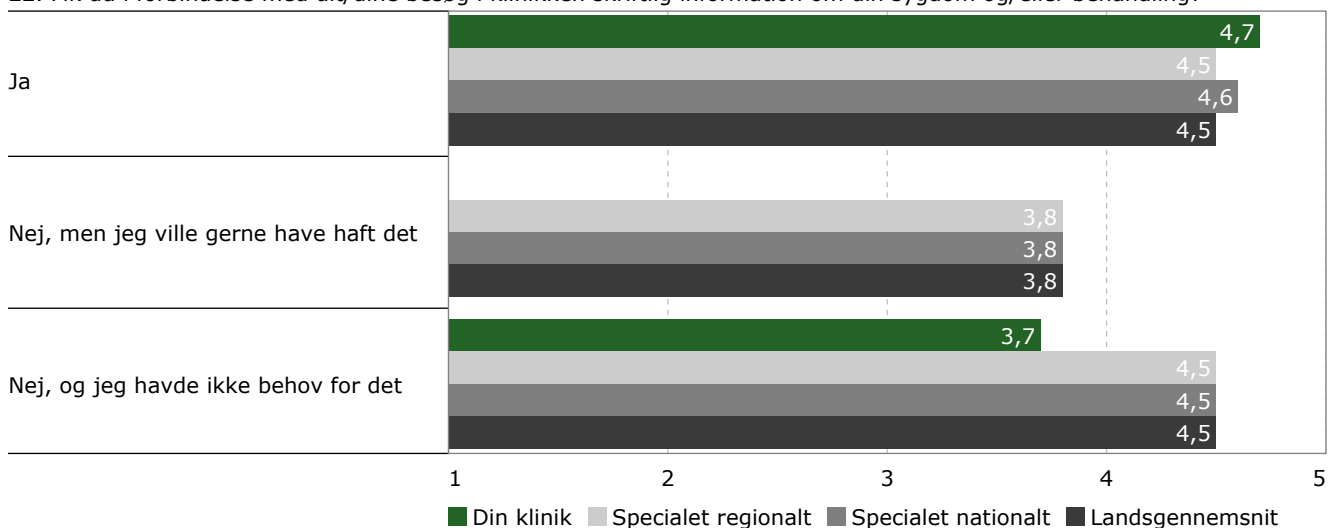 Ja
4,7
4,5
4,6
4,5
Nej, men jeg ville gerne have haft det
3,8
3,8
3,8
Nej, og jeg havde ikke behov for det
3,7
4,5
4,5
4,5
1 2 3 4 5
Din klinik Specialet regionalt Specialet nationalt Landsgennemsnit